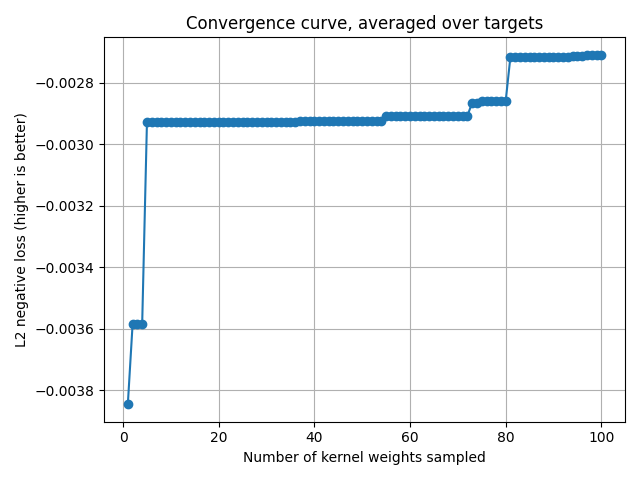 Convergence curve, averaged over targets
L2 negative loss (higher is better)
−0.0028
−0.0030
−0.0032
−0.0034
−0.0036
−0.0038
0 20 40 60 80 100
Number of kernel weights sampled